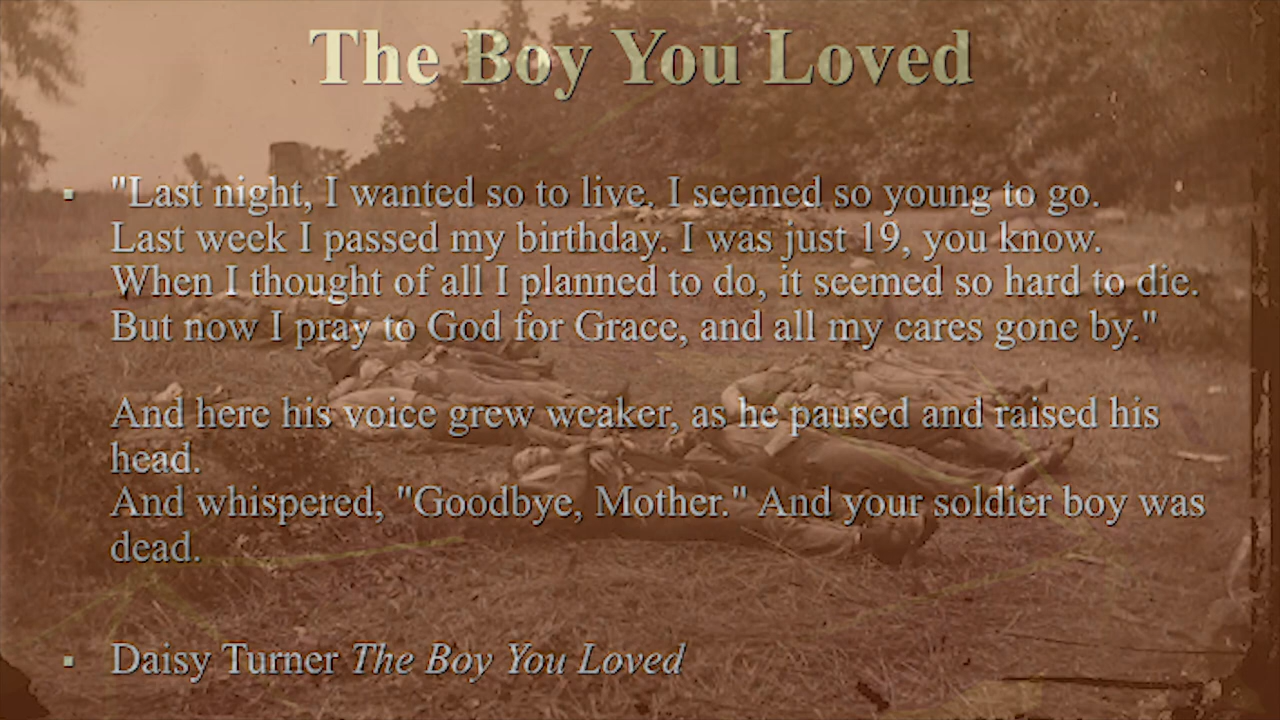 The Boy You Loved
▪ "Last night, I wanted so to live, I seemed so young to go.
Last week I passed my birthday. I was just 19, you know.
When I thought of all I planned to do, it seemed so hard to die.
But now I pray to God for Grace, and all my cares gone by."
And here his voice grew weaker, as he paused and raised his
head.
And whispered, "Goodbye, Mother." And your soldier boy was
dead.
▪ Daisy Turner The Boy You Loved